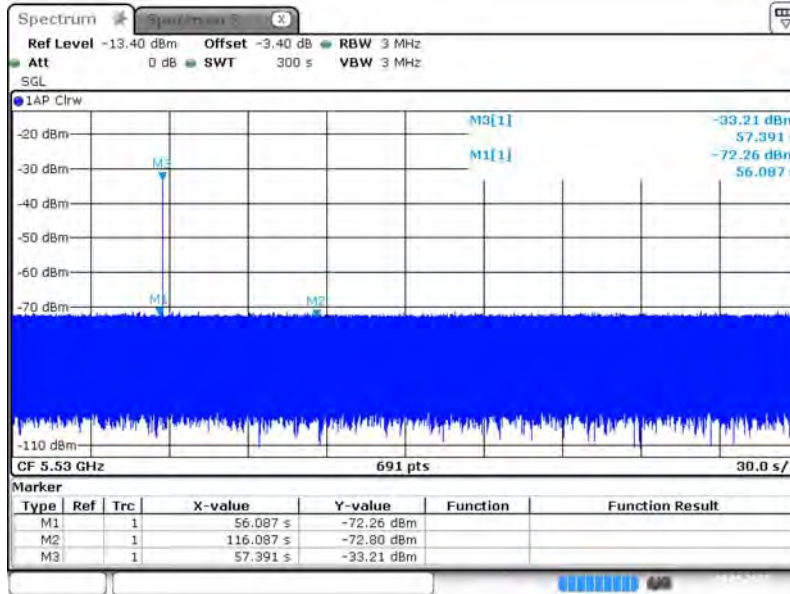 Spectrum
X
Ref Level -13.40 dBm Offset -3.40 dB RBW 3 MHz
Att 0 dB SWT 300 s VBW 3 MHz
SGL
1AP Clrw
M3[1] -33.21 dBm
57.391 s
M1[1] -72.26 dBm
56.087 s
-20 dBm
M3
-30 dBm
-40 dBm
-50 dBm
-60 dBm
-70 dBm
M1
M2
-110 dBm
CF 5.53 GHz 691 pts 30.0 s/
Marker
Type Ref Trc X-value Y-value Function Function Result
M1 1 56.087 s -72.26 dBm
M2 1 116.087 s -72.80 dBm
M3 1 57.391 s -33.21 dBm